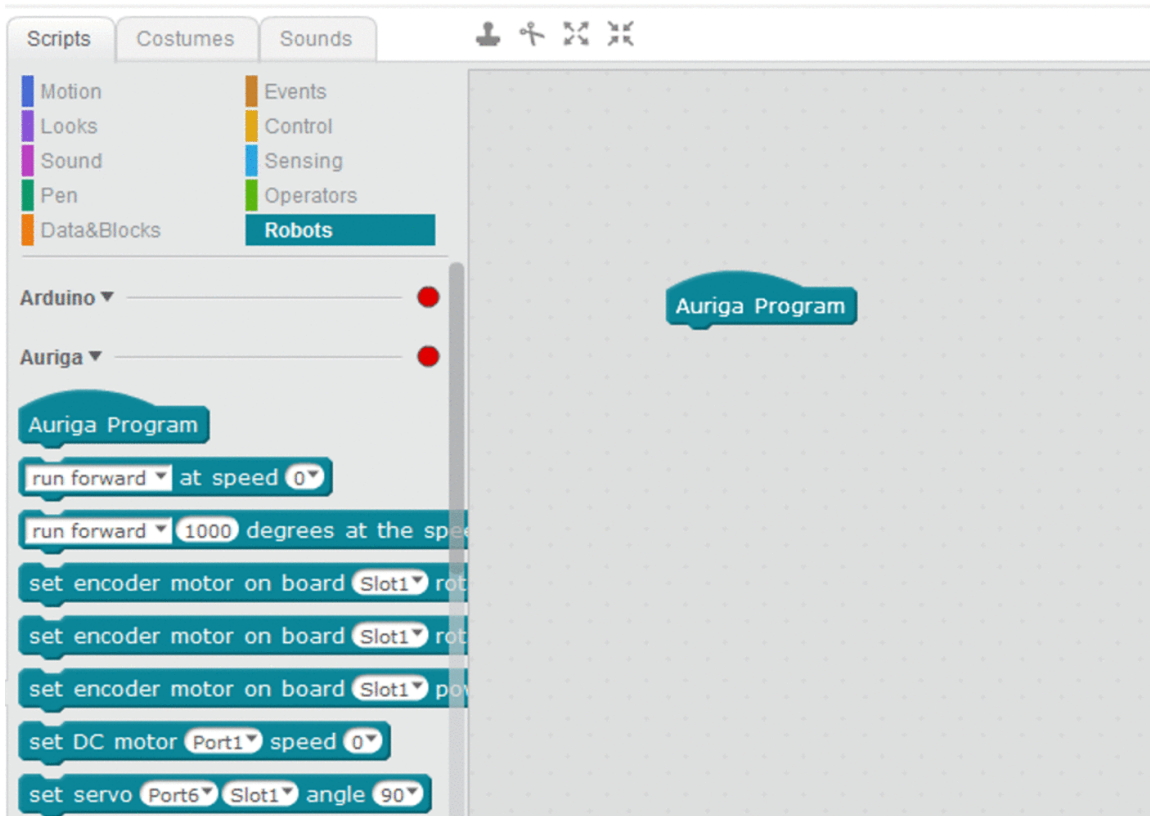 Scripts Costumes Sounds
Motion Events
Looks Control
Sound Sensing
Pen Operators
Data&Blocks Robots
Arduino
Auriga
Auriga Program
Auriga Program
run forward at speed 0
run forward 1000 degrees at the spe
set encoder motor on board Slot1 rot
set encoder motor on board Slot1 rot
set encoder motor on board Slot1 pow
set DC motor Port1 speed 0
set servo Port6 Slot1 angle 90